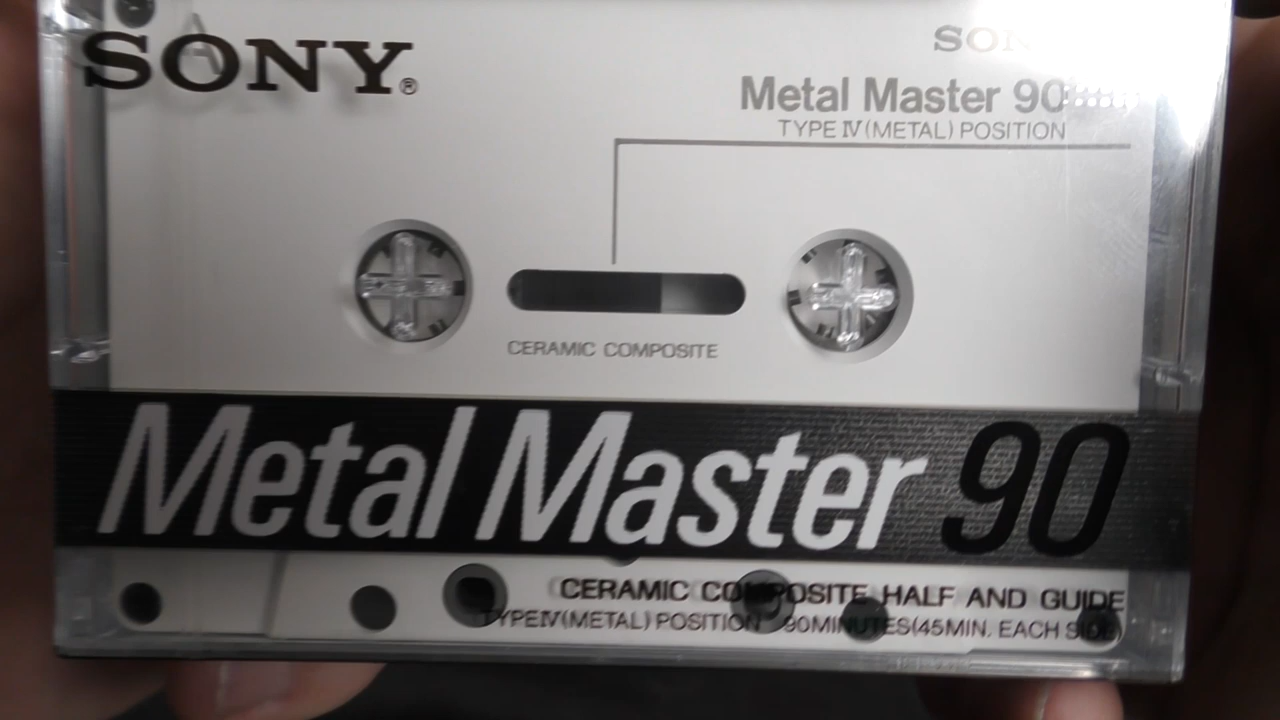 SONY®
SON
Metal Master 90
TYPE IV (METAL) POSITION
CERAMIC COMPOSITE
Metal Master 90
CERAMIC COMPOSITE HALF AND GUIDE
TYPE IV (METAL) POSITION 90MINUTES (45MIN. EACH SIDE)